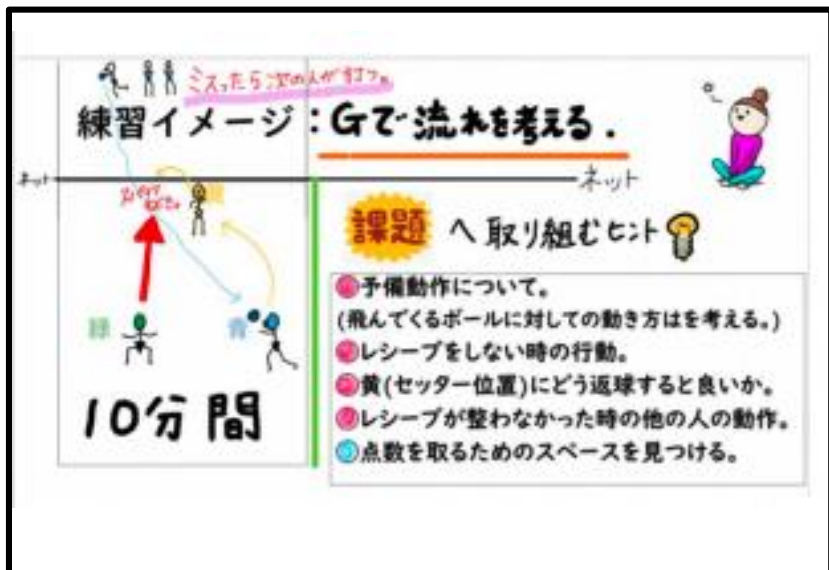 ミスったら次の人が打つ。
練習イメージ：Gで流れを考える.
ネット
ネット
課題 へ取り組むヒント
予備動作について。
(飛んでくるボールに対しての動き方はを考える。)
レシーブをしない時の行動。
黄(セッター位置)にどう返球すると良いか。
レシーブが整わなかった時の他の人の動作。
点数を取るためのスペースを見つける。
黄
緑
青
10分間